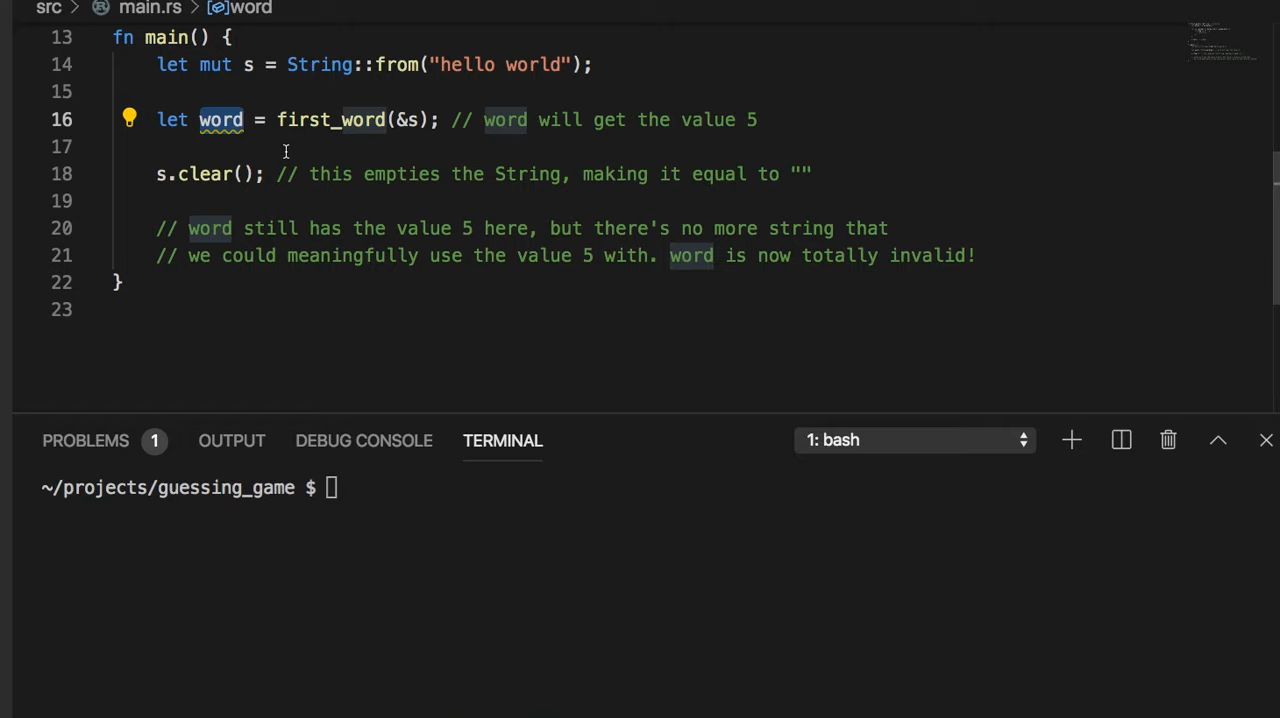 src > main.rs > word
13 fn main() {
14 let mut s = String::from("hello world");
15
16 let word = first_word(&s); // word will get the value 5
17
18 s.clear(); // this empties the String, making it equal to ""
19
20 // word still has the value 5 here, but there's no more string that
21 // we could meaningfully use the value 5 with. word is now totally invalid!
22 }
23
PROBLEMS 1 OUTPUT DEBUG CONSOLE TERMINAL 1: bash
~/projects/guessing_game $